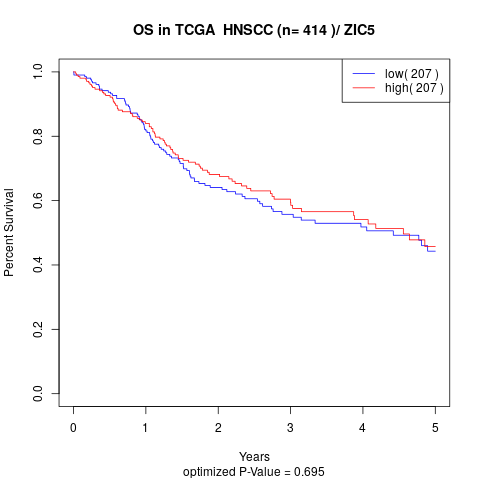 OS in TCGA  HNSCC (n= 414 )/ ZIC5
low( 207 )
high( 207 )
Percent Survival
1.0
0.8
0.6
0.4
0.2
0.0
0 1 2 3 4 5
Years
optimized P-Value = 0.695